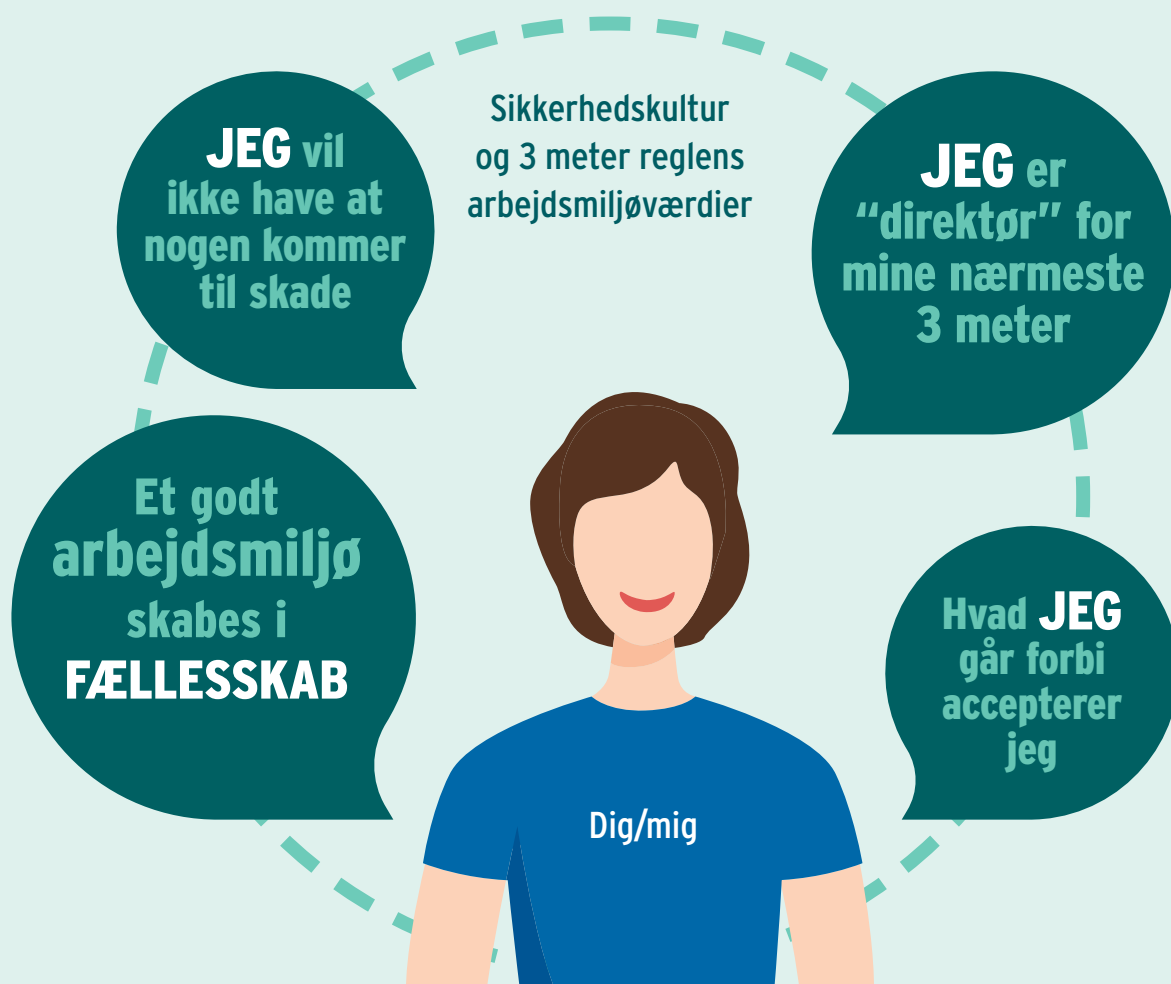 Sikkerhedskultur
og 3 meter reglens
arbejdsmiljøværdier
JEG vil
ikke have at
nogen kommer
til skade
JEG er
“direktør” for
mine nærmeste
3 meter
Et godt
arbejdsmiljø
skabes i
FÆLLESSKAB
Hvad JEG
går forbi
accepterer
jeg
Dig/mig